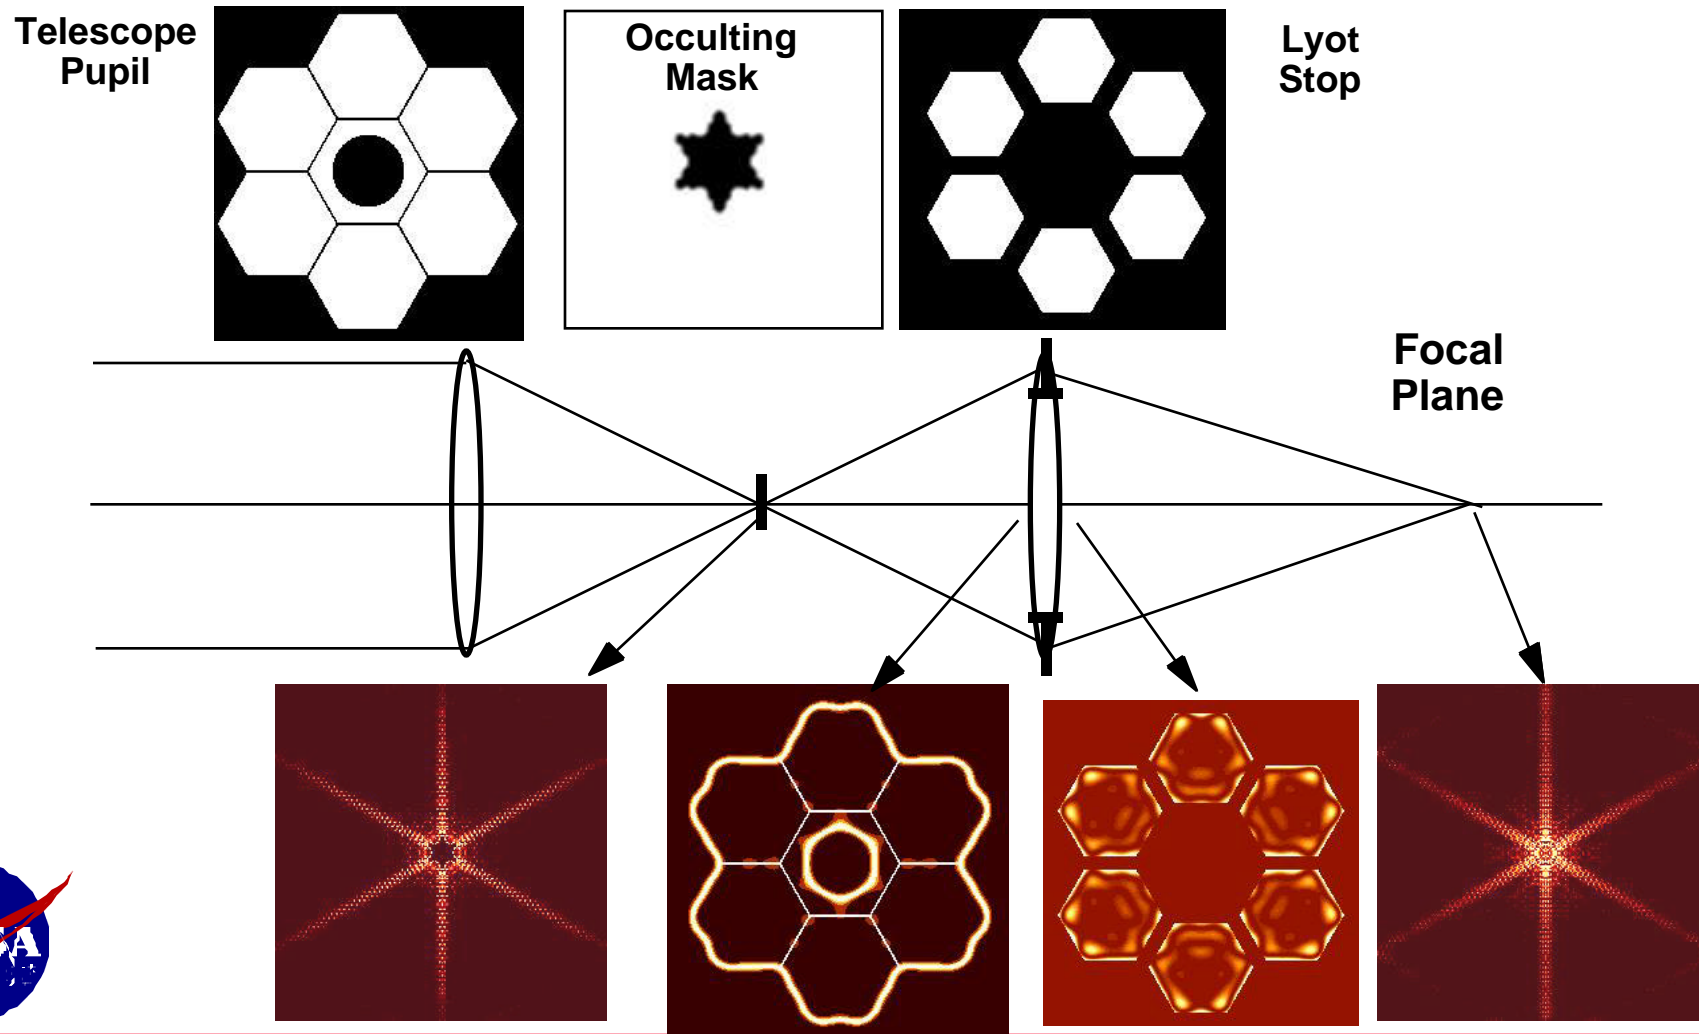 Telescope
Pupil
Occulting
Mask
Lyot
Stop
Focal
Plane